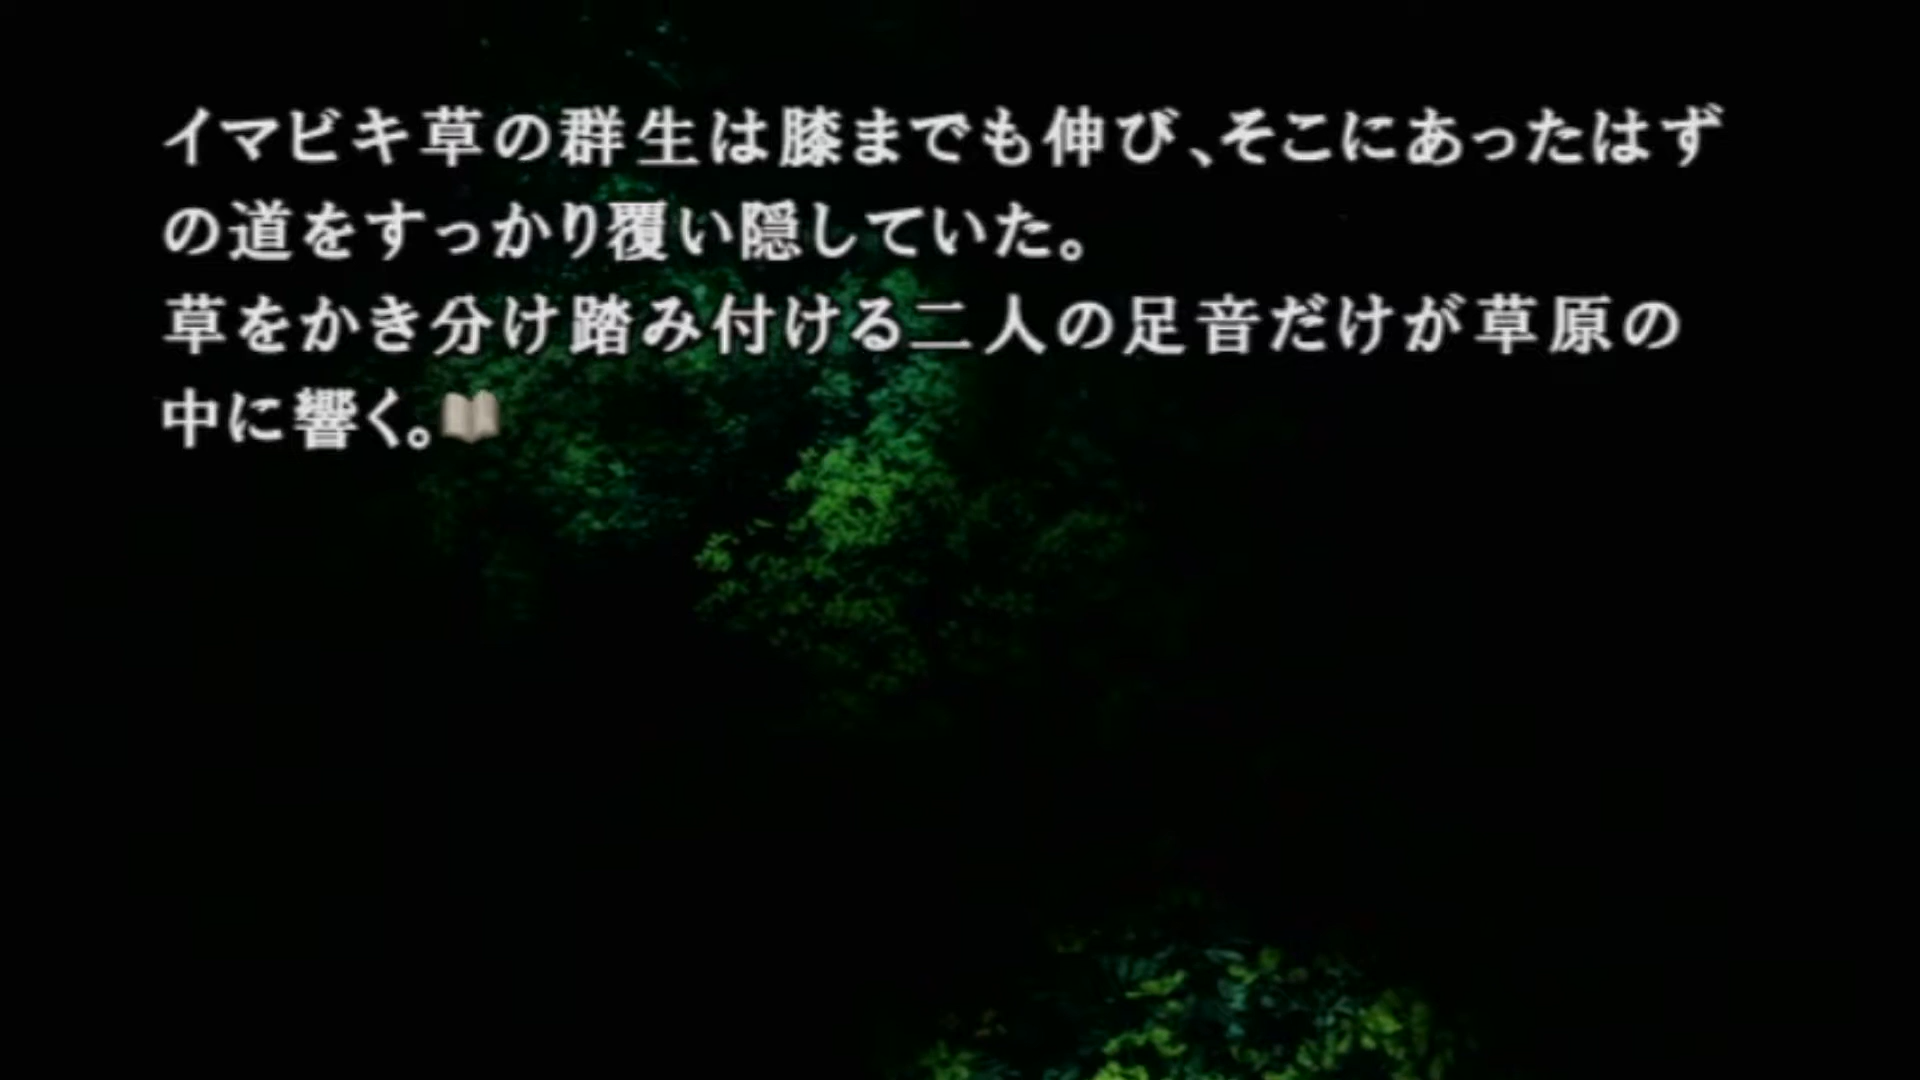 イマビキ草の群生は膝までも伸び、そこにあったはず
の道をすっかり覆い隠していた。
草をかき分け踏み付ける二人の足音だけが草原の
中に響く。